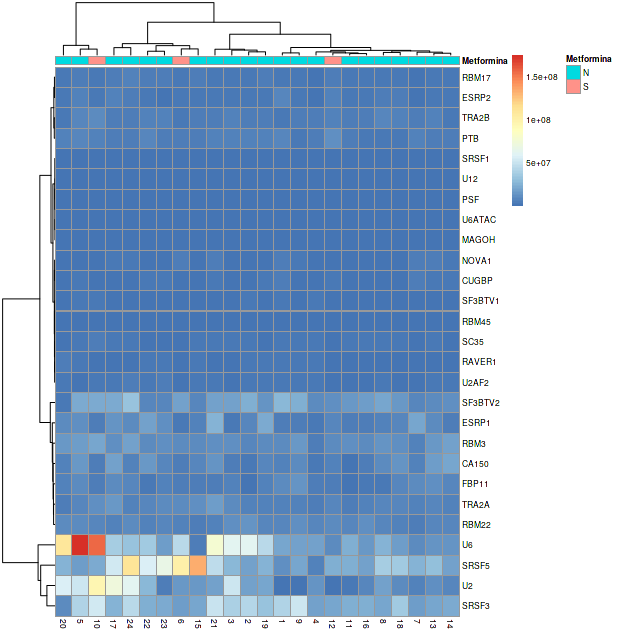 Metformina
RBM17
ESRP2
TRA2B
PTB
SRSF1
U12
PSF
U6ATAC
MAGOH
NOVA1
CUGBP
SF3BTV1
RBM45
SC35
RAVER1
U2AF2
SF3BTV2
ESRP1
RBM3
CA150
FBP11
TRA2A
RBM22
U6
SRSF5
U2
SRSF3
20 5 10 17 24 22 23 6 15 21 3 2 19 1 9 4 12 11 16 8 18 7 13 14
1.5e+08
1e+08
5e+07
Metformina
N
S